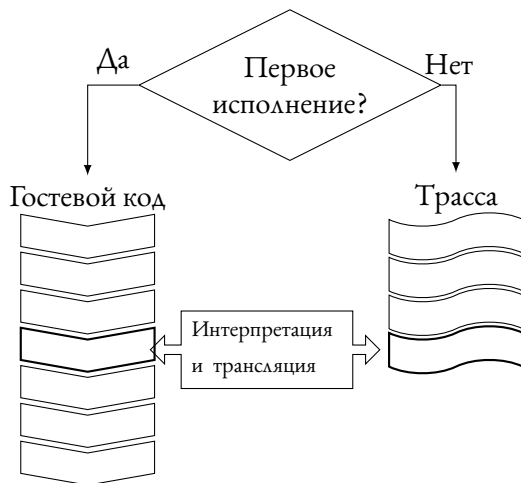 Да
Первое
исполнение?
Нет
Гостевой код
Трасса
Интерпретация
и трансляция